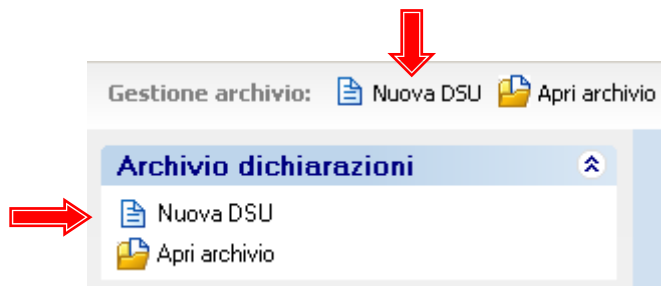 Gestione archivio: Nuova DSU Apri archivio
Archivio dichiarazioni
Nuova DSU
Apri archivio